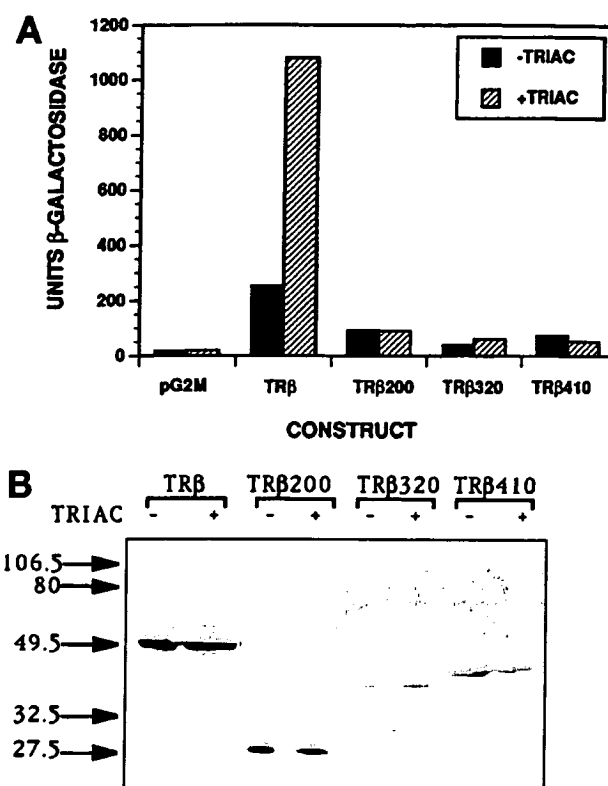 A
1200
1000
800
600
400
200
0
UNITS β-GALACTOSIDASE
-TRIAC
+TRIAC
pG2M TRβ TRβ200 TRβ320 TRβ410
CONSTRUCT
B
TRβ TRβ200 TRβ320 TRβ410
TRIAC - + - + - + - +
106.5
80
49.5
32.5
27.5